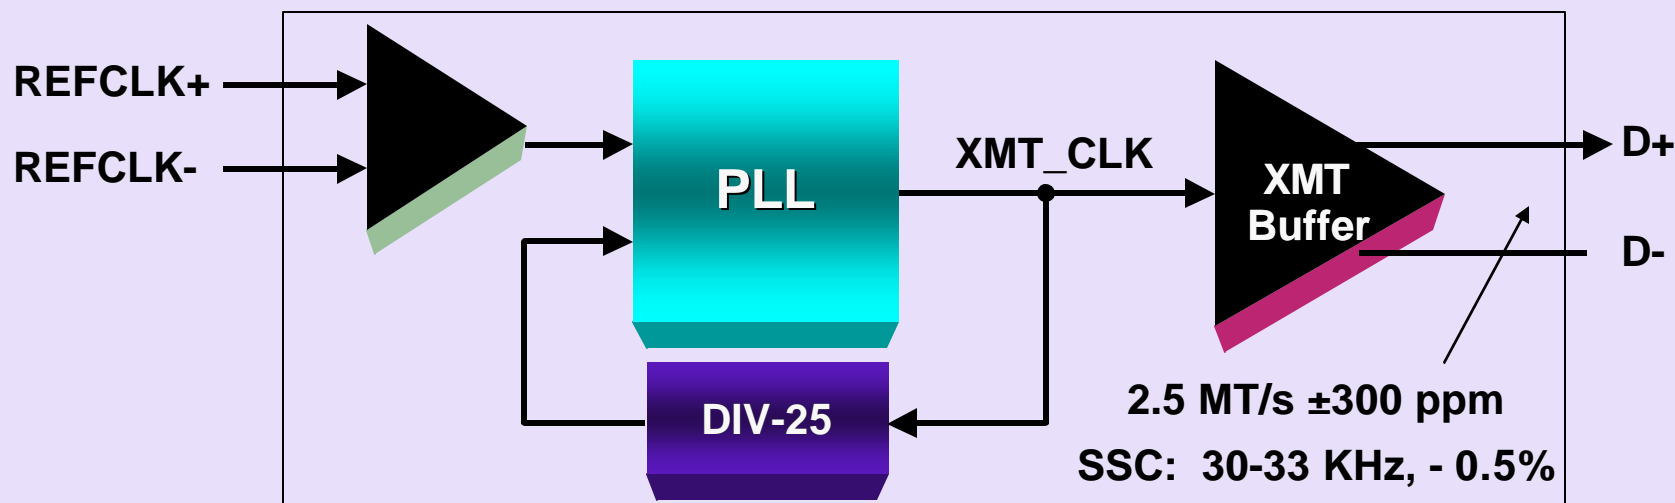 REFCLK+
REFCLK-
PLL
XMT_CLK
XMT
Buffer
D+
D-
DIV-25
2.5 MT/s ±300 ppm
SSC: 30-33 KHz, - 0.5%